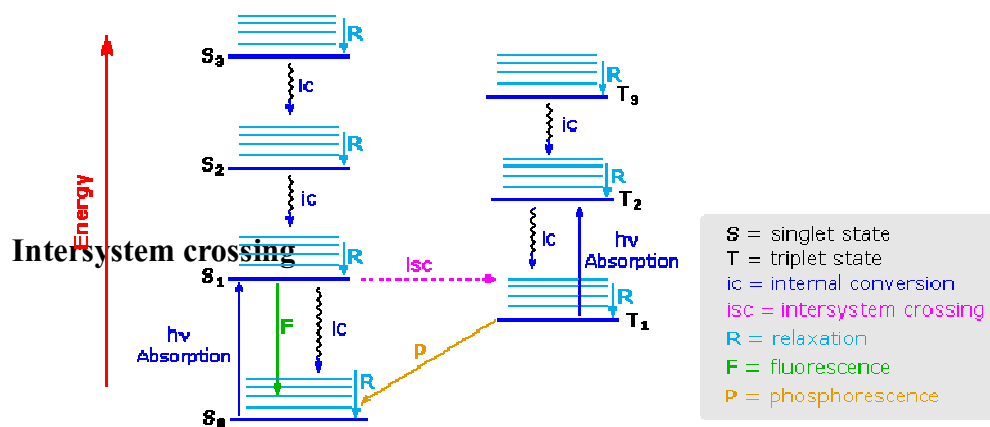 S₃
R
ic
S₂
R
ic
Energy
Intersystem crossing
S₁
R
isc
hν
Absorption
F
ic
R
S₀
T₃
R
ic
T₂
R
ic
hν
Absorption
R
T₁
P
S = singlet state
T = triplet state
ic = internal conversion
isc = intersystem crossing
R = relaxation
F = fluorescence
P = phosphorescence